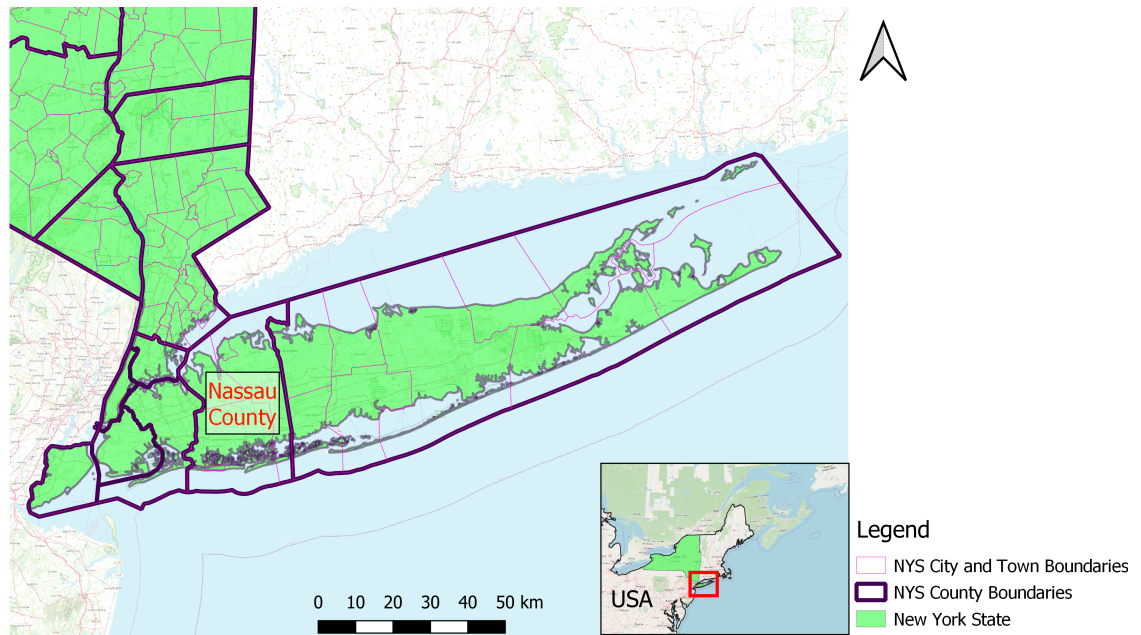 Nassau
County
0 10 20 30 40 50 km
USA
Legend
NYS City and Town Boundaries
NYS County Boundaries
New York State